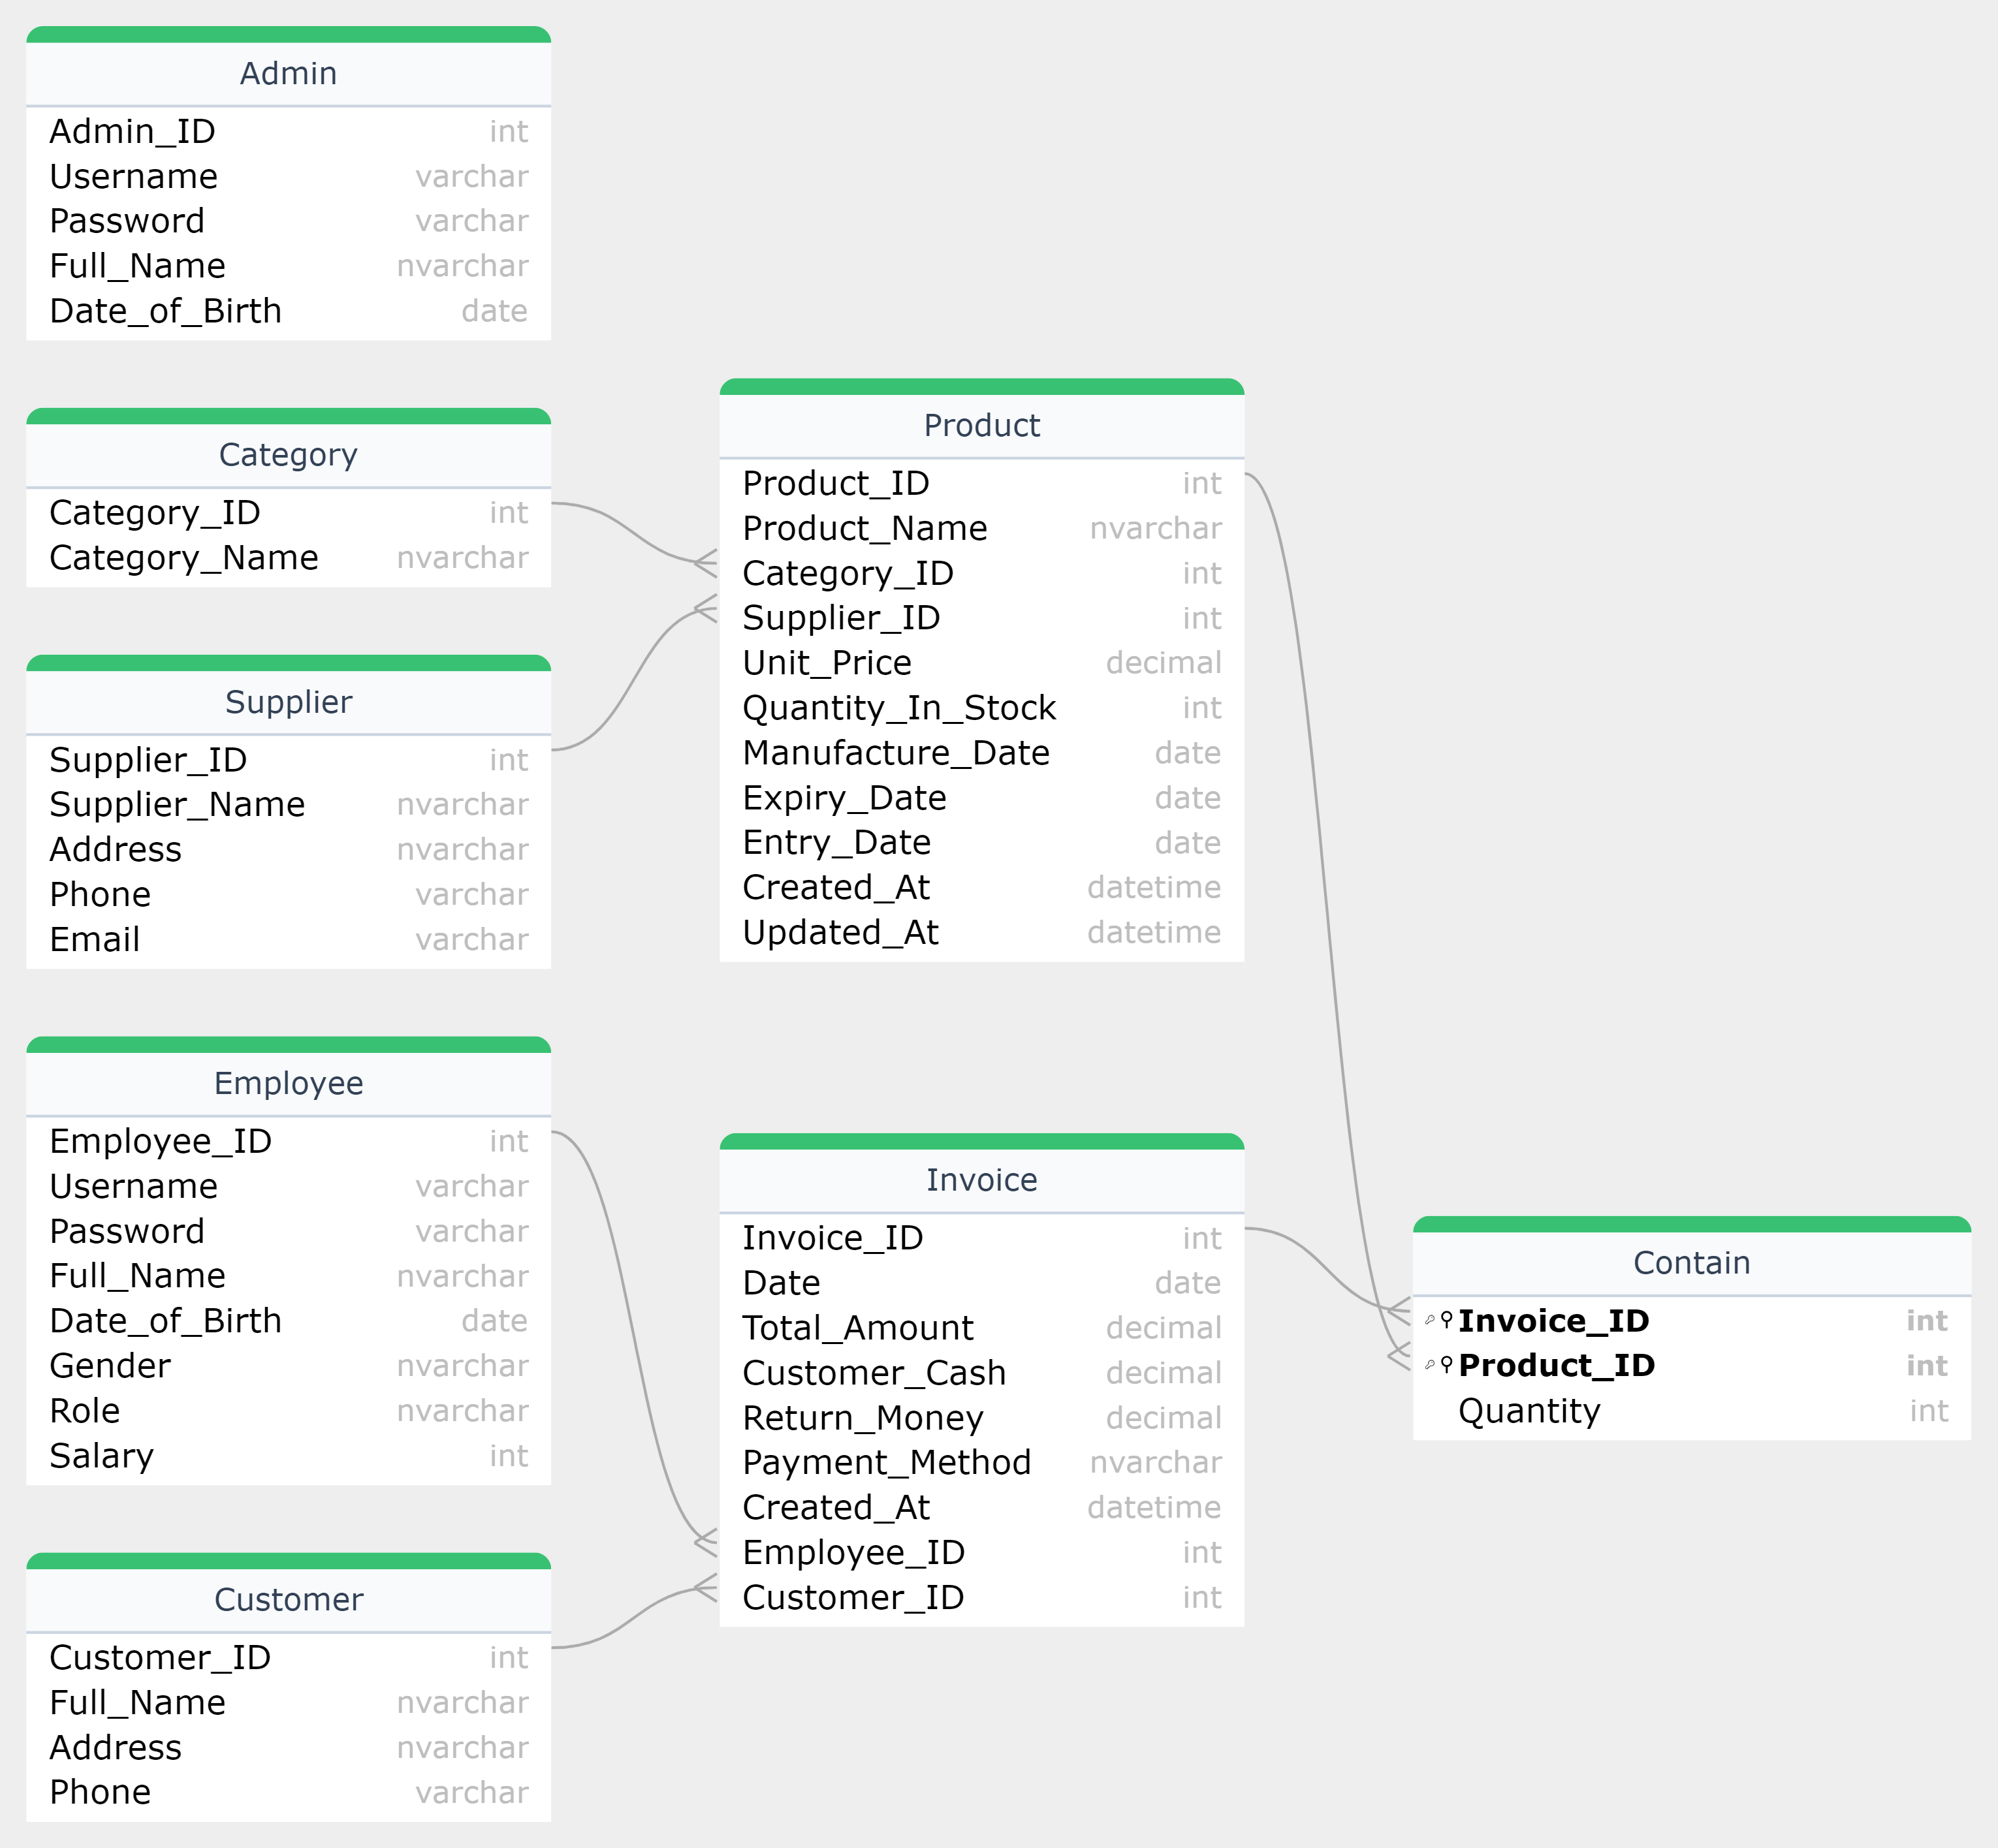 Admin
Admin_ID int
Username varchar
Password varchar
Full_Name nvarchar
Date_of_Birth date
Category
Category_ID int
Category_Name nvarchar
Supplier
Supplier_ID int
Supplier_Name nvarchar
Address nvarchar
Phone varchar
Email varchar
Employee
Employee_ID int
Username varchar
Password varchar
Full_Name nvarchar
Date_of_Birth date
Gender nvarchar
Role nvarchar
Salary int
Customer
Customer_ID int
Full_Name nvarchar
Address nvarchar
Phone varchar
Product
Product_ID int
Product_Name nvarchar
Category_ID int
Supplier_ID int
Unit_Price decimal
Quantity_In_Stock int
Manufacture_Date date
Expiry_Date date
Entry_Date date
Created_At datetime
Updated_At datetime
Invoice
Invoice_ID int
Date date
Total_Amount decimal
Customer_Cash decimal
Return_Money decimal
Payment_Method nvarchar
Created_At datetime
Employee_ID int
Customer_ID int
Contain
Invoice_ID int
Product_ID int
Quantity int